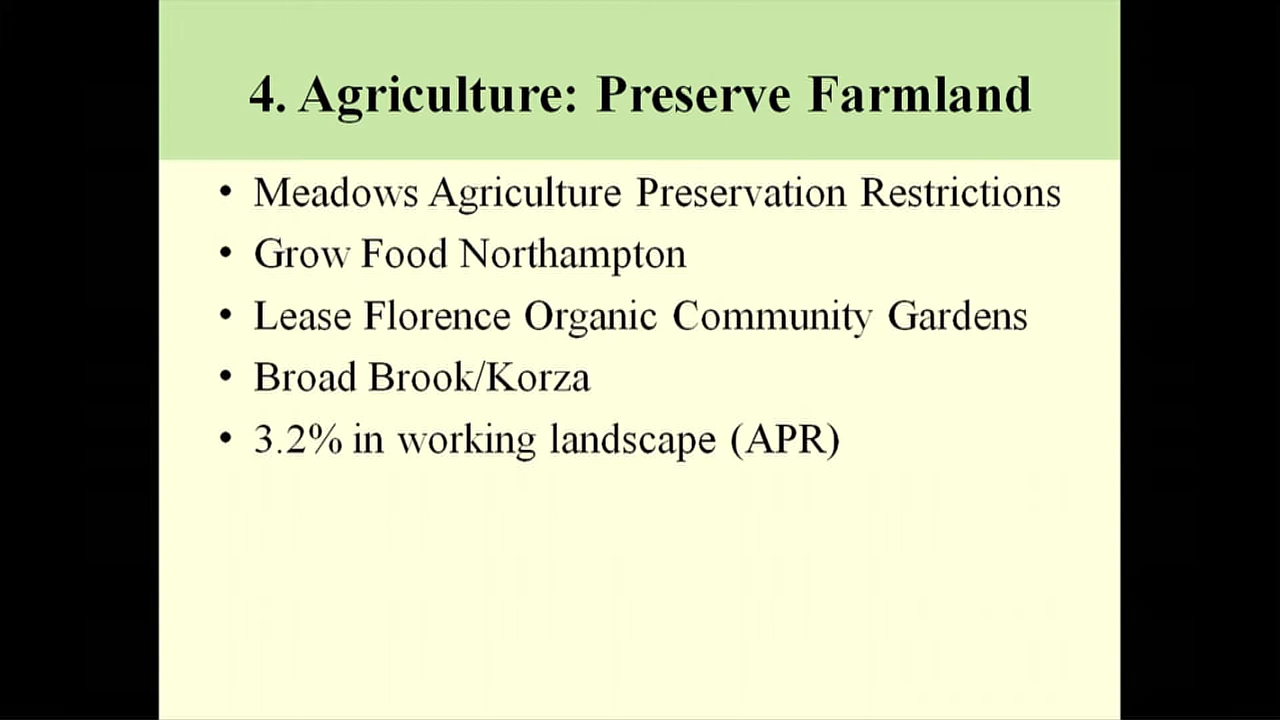 4. Agriculture: Preserve Farmland
• Meadows Agriculture Preservation Restrictions
• Grow Food Northampton
• Lease Florence Organic Community Gardens
• Broad Brook/Korza
• 3.2% in working landscape (APR)